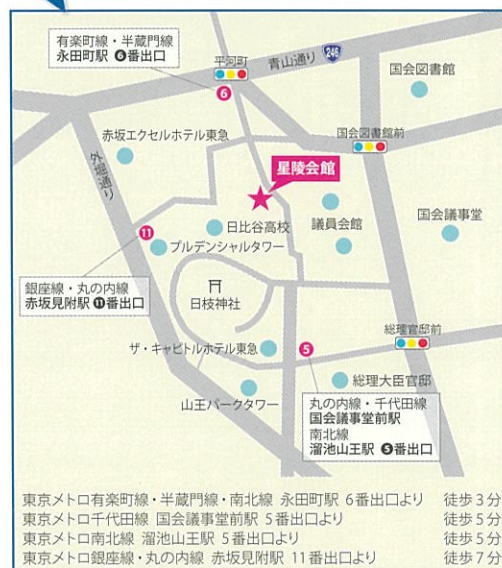 有楽町線・半蔵門線
永田町駅 ❻番出口
平河町
246
青山通り
国会図書館
6
赤坂エクセルホテル東急
国会図書館前
外堀通り
星陵会館
日比谷高校
議員会館
国会議事堂
11
プルデンシャルタワー
銀座線・丸の内線
赤坂見附駅 ⓫番出口
日枝神社
総理官邸前
ザ・キャピトルホテル東急
5
総理大臣官邸
山王パークタワー
丸の内線・千代田線
国会議事堂前駅
南北線
溜池山王駅 ❺番出口
東京メトロ有楽町線・半蔵門線・南北線 永田町駅 6番出口より 徒歩3分
東京メトロ千代田線 国会議事堂前駅 5番出口より 徒歩5分
東京メトロ南北線 溜池山王駅 5番出口より 徒歩5分
東京メトロ銀座線・丸の内線 赤坂見附駅 11番出口より 徒歩7分